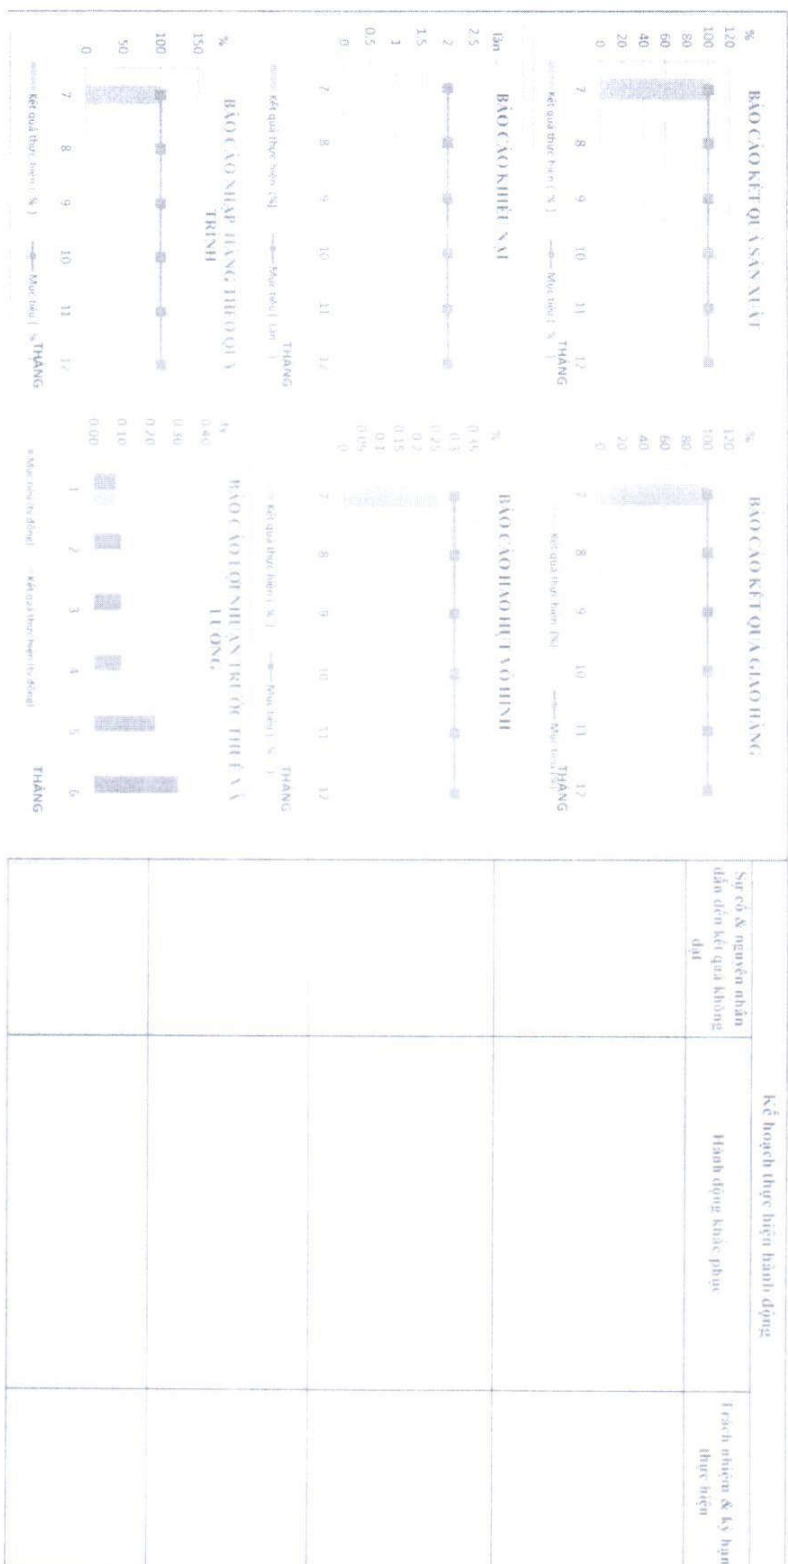 BÁO CÁO KẾT QUẢ SẢN XUẤT
%
120
100
80
60
40
20
0
7 8 9 10 11 12
THÁNG
Kết quả thực hiện ( % ) Mục tiêu ( % )
BÁO CÁO KẾT QUẢ GIAO HÀNG
%
120
100
80
60
40
20
0
7 8 9 10 11 12
THÁNG
Kết quả thực hiện (%) Mục tiêu (%)
BÁO CÁO KHIẾU NẠI
lần
2.5
2
1.5
1
0.5
0
7 8 9 10 11 12
THÁNG
Kết quả thực hiện (%) Mục tiêu ( Lần )
BÁO CÁO HAO HỤT VÔ HÌNH
%
0.3
0.25
0.2
0.15
0.1
0.05
0
7 8 9 10 11 12
THÁNG
Kết quả thực hiện ( % ) Mục tiêu ( % )
BÁO CÁO NHẬP HÀNG THEO QUY
TRÌNH
%
150
100
50
0
7 8 9 10 11 12
THÁNG
Kết quả thực hiện ( % ) Mục tiêu ( % )
BÁO CÁO LỢI NHUẬN TRƯỚC THUẾ VÀ
LƯƠNG
0.40
0.30
0.20
0.10
0.00
1 2 3 4 5 6
THÁNG
Mục tiêu (tỷ đồng) Kết quả thực hiện (tỷ đồng)
Kế hoạch thực hiện hành động
Sự cố & nguyên nhân
dẫn đến kết quả không
đạt
Hành động khắc phục
Trách nhiệm & kỳ hạn
thực hiện